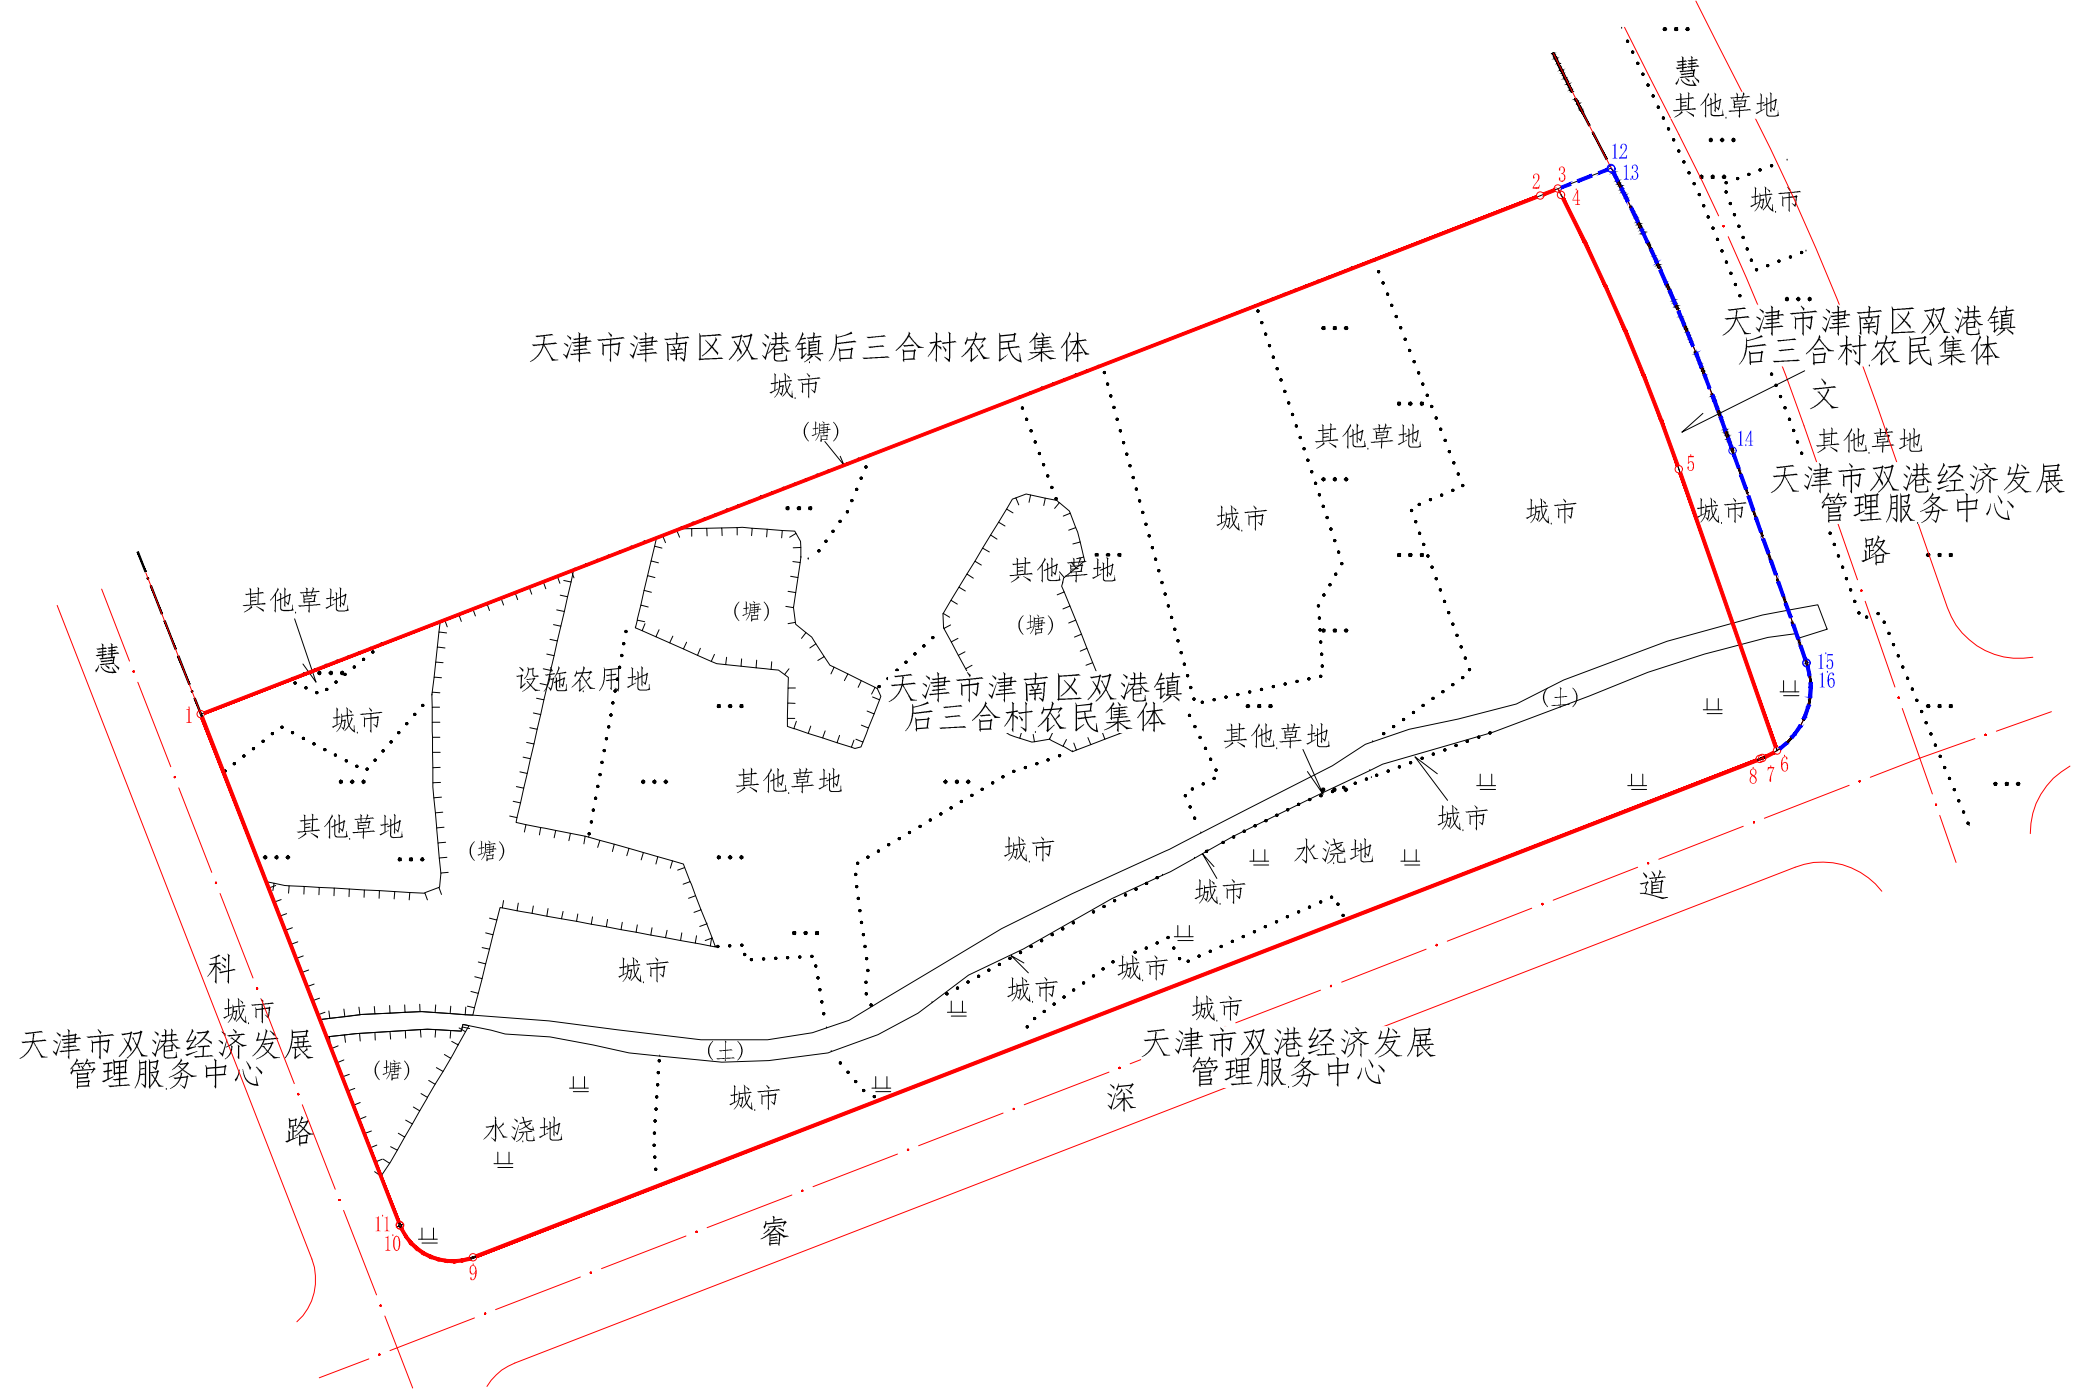 慧
其他草地
12
13
2
3
4
城市
天津市津南区双港镇
后三合村农民集体
天津市津南区双港镇后三合村农民集体
城市
文
(塘)
其他草地
14
其他草地
5
天津市双港经济发展
管理服务中心
城市
城市
城市
路
其他草地
其他草地
(塘)
(塘)
慧
设施农用地
15
16
天津市津南区双港镇
后三合村农民集体
(土)
1
城市
其他草地
6
7
8
其他草地
其他草地
城市
(塘)
城市
水浇地
道
城市
科
城市
城市
城市
城市
城市
天津市双港经济发展
管理服务中心
天津市双港经济发展
管理服务中心
(土)
(塘)
城市
深
水浇地
路
11
10
睿
9